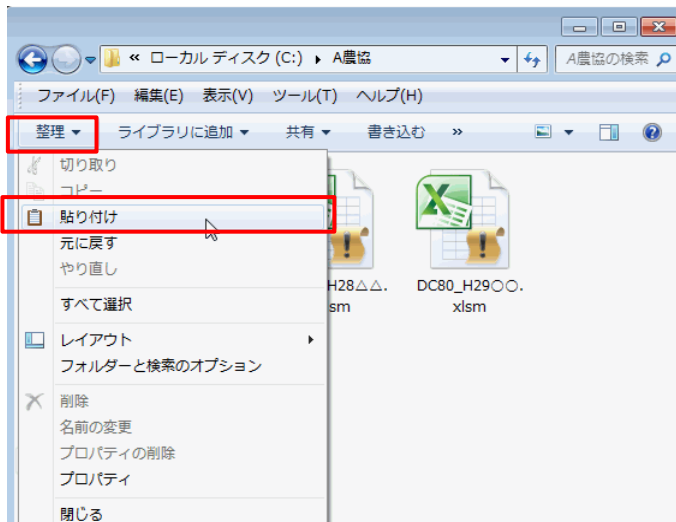 « ローカル ディスク (C:) ▸ A農協
A農協の検索
ファイル(F) 編集(E) 表示(V) ツール(T) ヘルプ(H)
整理 ライブラリに追加 共有 書き込む »
切り取り
コピー
貼り付け
元に戻す
やり直し
すべて選択
レイアウト
フォルダーと検索のオプション
削除
名前の変更
プロパティの削除
プロパティ
閉じる
H28△△.
sm
DC80_H29○○.
xlsm